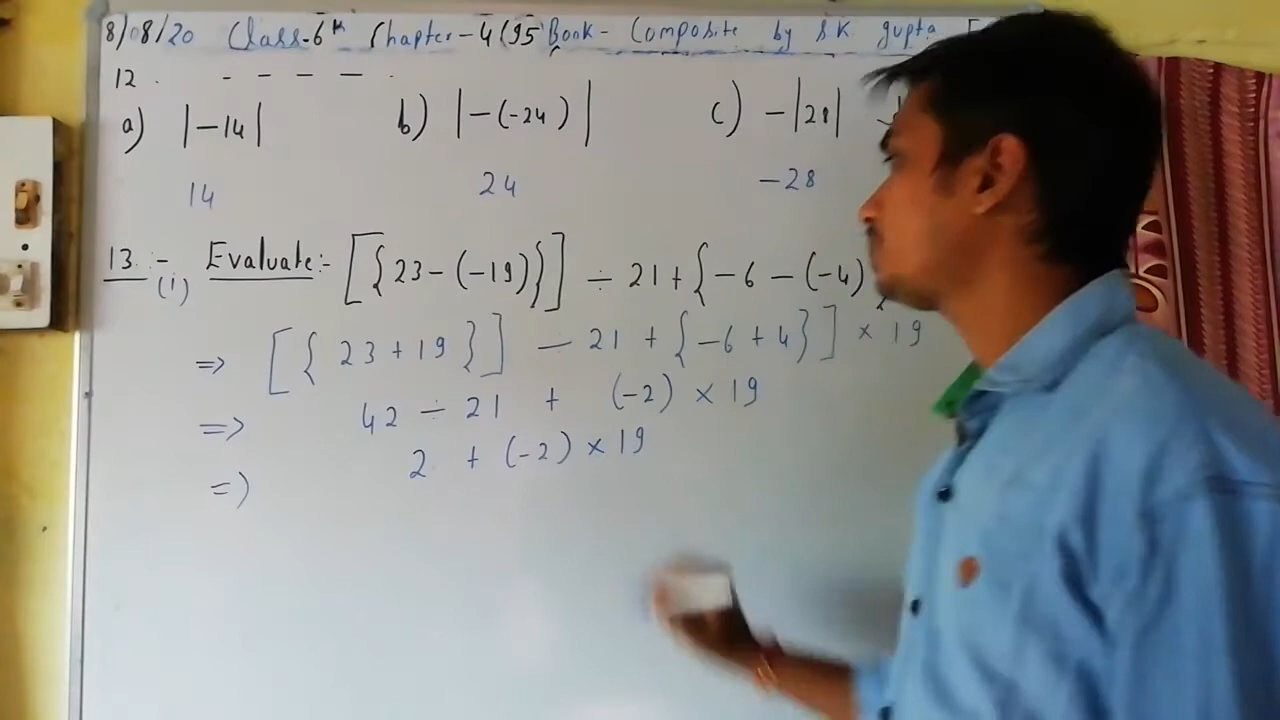 8/08/20 Class-6th Chapter-4 (95 Book- Composite by SK gupta
12. - - - -
a) |-14| b) |-(-24)| c) -|28|
14 24 -28
13 :- (i) Evaluate:- [{23-(-19)}] ÷ 21+{-6-(-4)
=> [{23+19}] — 21 + {-6+4}] × 19
=> 42 ÷ 21 + (-2) × 19
=) 2 + (-2) × 19